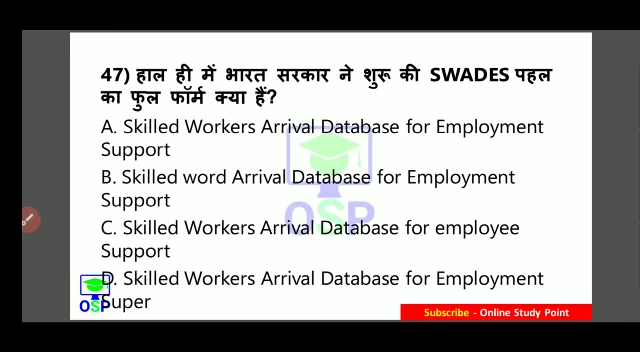 47) हाल ही में भारत सरकार ने शुरू की SWADES पहल
का फुल फॉर्म क्या हैं?
A. Skilled Workers Arrival Database for Employment
Support
B. Skilled word Arrival Database for Employment
Support
C. Skilled Workers Arrival Database for employee
Support
D. Skilled Workers Arrival Database for Employment
Super
OSP
OSP
Subscribe - Online Study Point